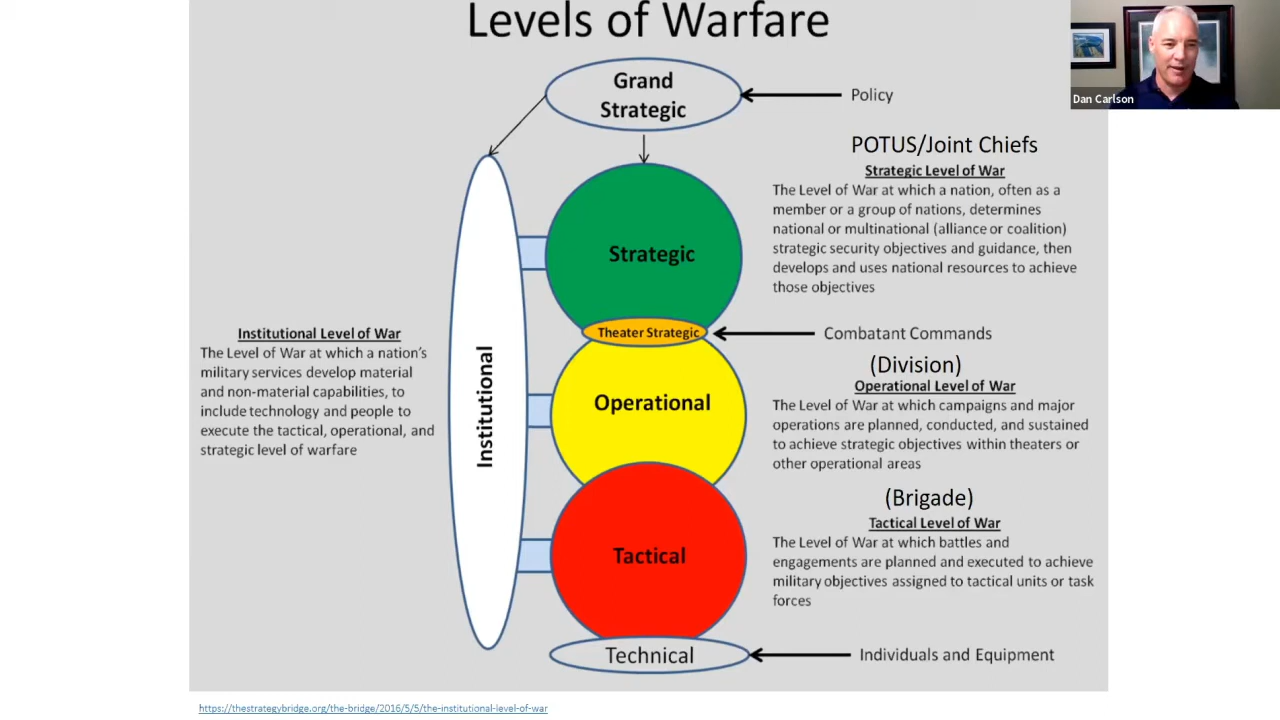 Levels of Warfare
Grand
Strategic
Policy
POTUS/Joint Chiefs
Strategic Level of War
The Level of War at which a nation, often as a
member or a group of nations, determines
national or multinational (alliance or coalition)
strategic security objectives and guidance, then
develops and uses national resources to achieve
those objectives
Strategic
Theater Strategic
Combatant Commands
Institutional Level of War
The Level of War at which a nation's
military services develop material
and non-material capabilities, to
include technology and people to
execute the tactical, operational, and
strategic level of warfare
Institutional
(Division)
Operational Level of War
The Level of War at which campaigns and major
operations are planned, conducted, and sustained
to achieve strategic objectives within theaters or
other operational areas
Operational
(Brigade)
Tactical Level of War
The Level of War at which battles and
engagements are planned and executed to achieve
military objectives assigned to tactical units or task
forces
Tactical
Technical
Individuals and Equipment
https://thestrategybridge.org/the-bridge/2016/5/5/the-institutional-level-of-war
Dan Carlson